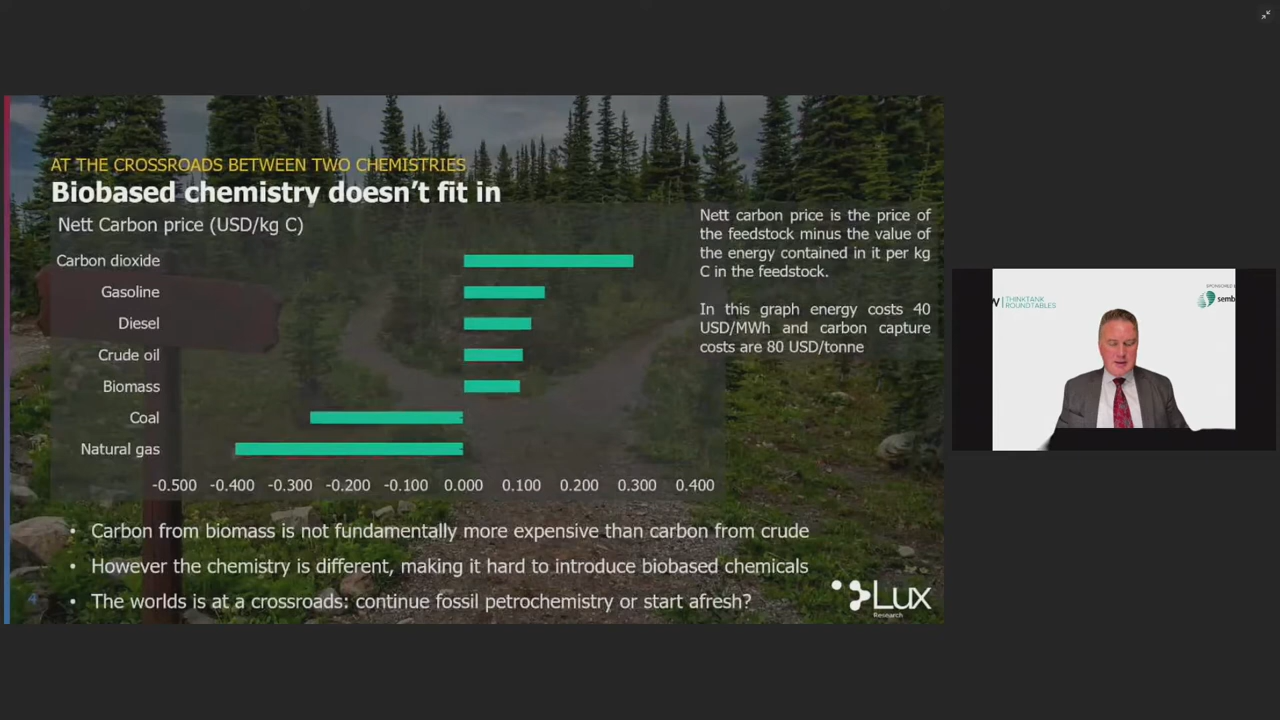 AT THE CROSSROADS BETWEEN TWO CHEMISTRIES
Biobased chemistry doesn't fit in
Nett Carbon price (USD/kg C)
Carbon dioxide
Gasoline
Diesel
Crude oil
Biomass
Coal
Natural gas
-0.500 -0.400 -0.300 -0.200 -0.100 0.000 0.100 0.200 0.300 0.400
Nett carbon price is the price of
the feedstock minus the value of
the energy contained in it per kg
C in the feedstock.
In this graph energy costs 40
USD/MWh and carbon capture
costs are 80 USD/tonne
• Carbon from biomass is not fundamentally more expensive than carbon from crude
• However the chemistry is different, making it hard to introduce biobased chemicals
• The worlds is at a crossroads: continue fossil petrochemistry or start afresh?
4
Lux
Research
W | THINKTANK
ROUNDTABLES
semb